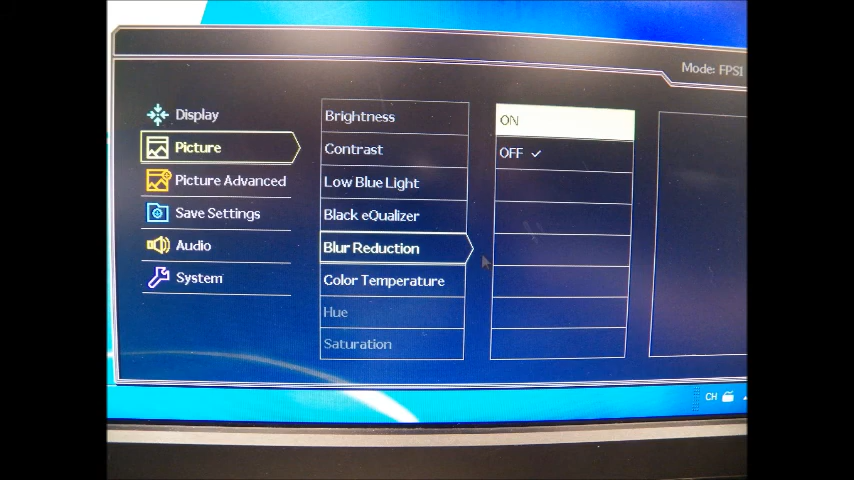 Mode: FPS1
Display
Picture
Picture Advanced
Save Settings
Audio
System
Brightness
Contrast
Low Blue Light
Black eQualizer
Blur Reduction
Color Temperature
Hue
Saturation
ON
OFF
CH